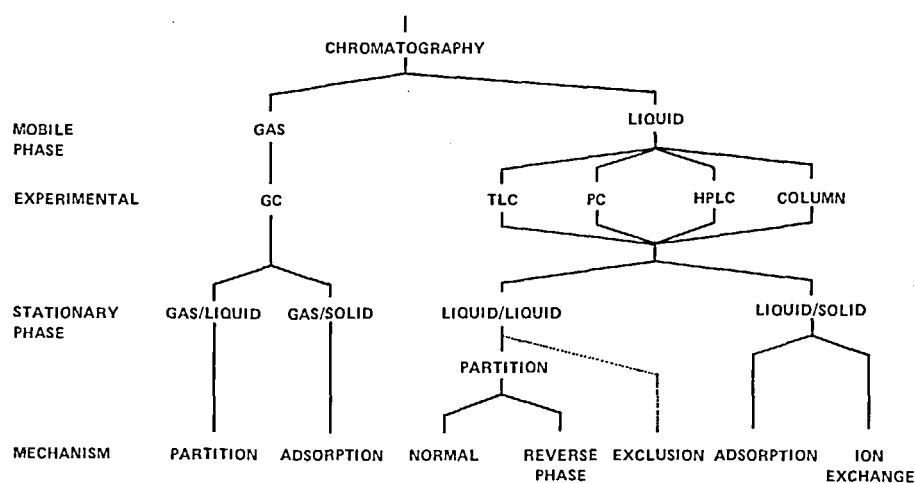 CHROMATOGRAPHY
MOBILE PHASE
GAS
LIQUID
EXPERIMENTAL
GC
TLC
PC
HPLC
COLUMN
STATIONARY PHASE
GAS/LIQUID
GAS/SOLID
LIQUID/LIQUID
LIQUID/SOLID
PARTITION
MECHANISM
PARTITION
ADSORPTION
NORMAL
REVERSE PHASE
EXCLUSION
ADSORPTION
ION EXCHANGE